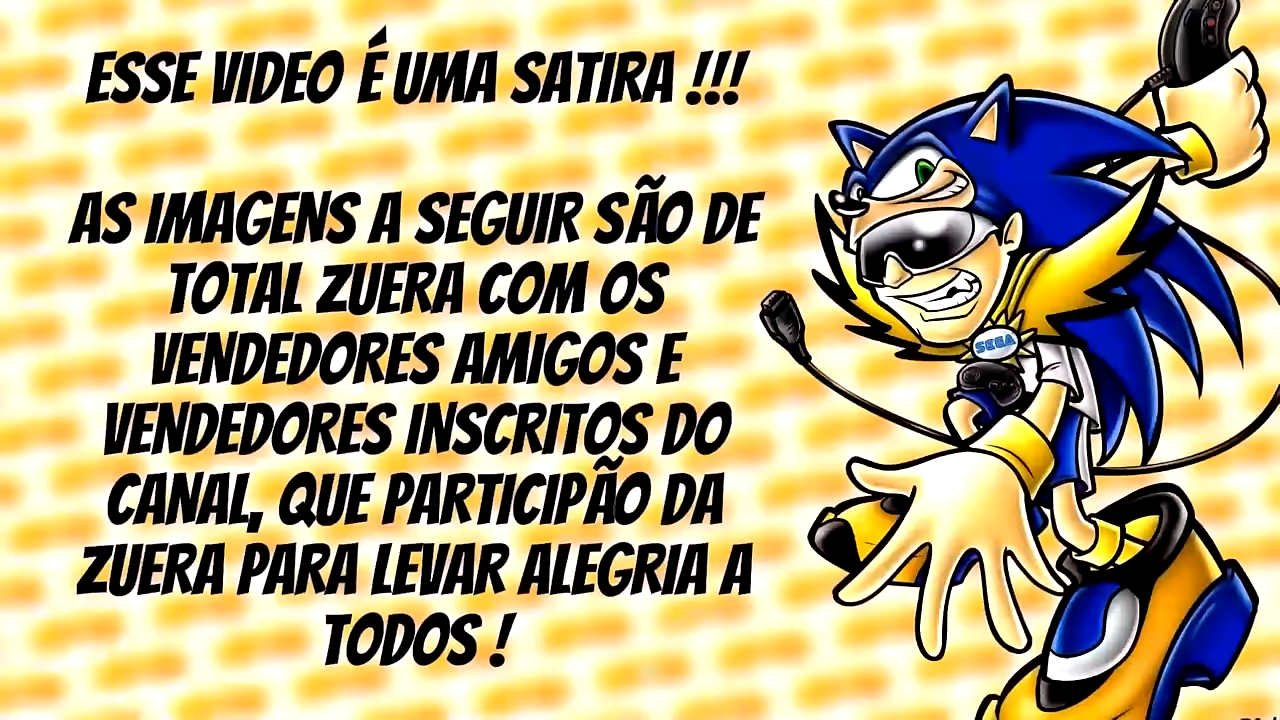 ESSE VIDEO É UMA SATIRA !!!
AS IMAGENS A SEGUIR SÃO DE
TOTAL ZUERA COM OS
VENDEDORES AMIGOS E
VENDEDORES INSCRITOS DO
CANAL, QUE PARTICIPÃO DA
ZUERA PARA LEVAR ALEGRIA A
TODOS !
SEGA